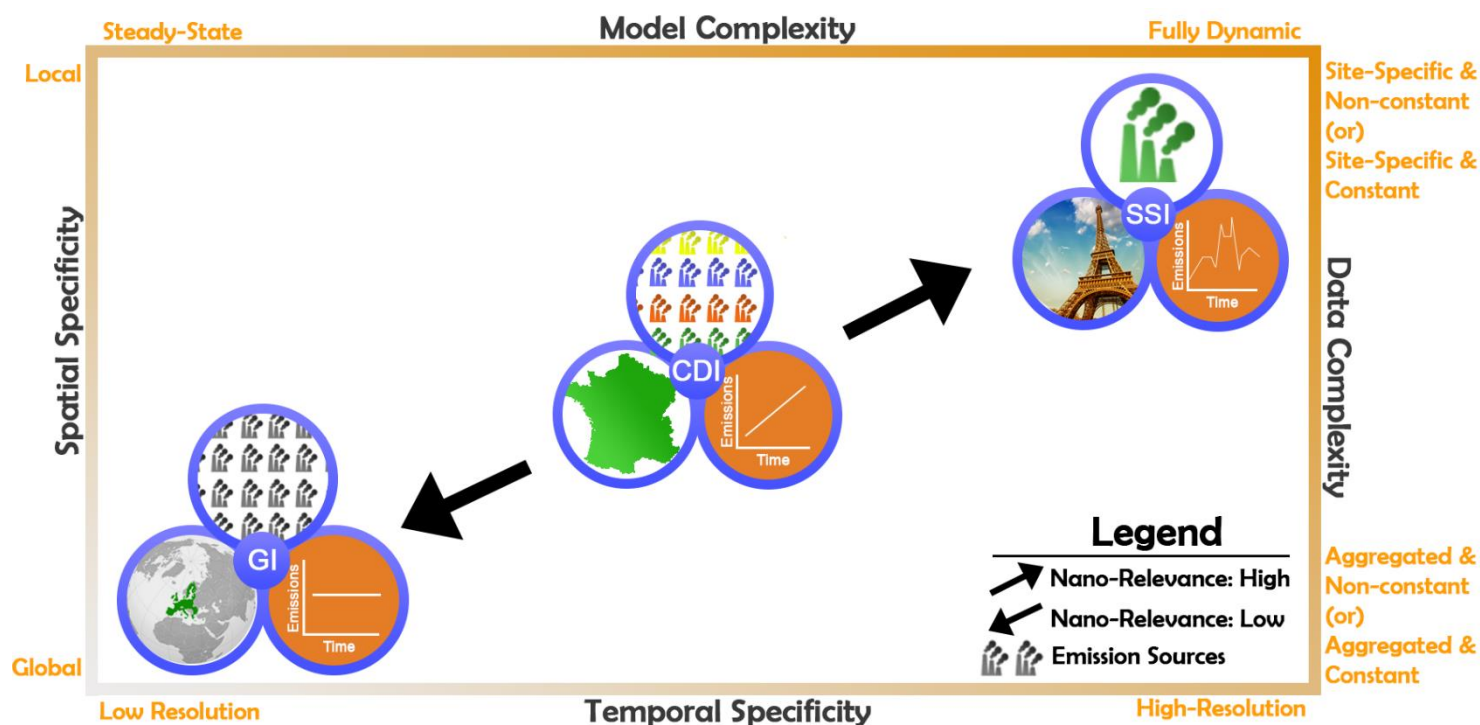 Steady-State
Model Complexity
Fully Dynamic
Local
Site-Specific &
Non-constant
(or)
Site-Specific &
Constant
Spatial Specificity
SSI
Emissions
Time
CDI
Emissions
Time
Data Complexity
GI
Emissions
Time
Legend
Nano-Relevance: High
Nano-Relevance: Low
Emission Sources
Aggregated &
Non-constant
(or)
Aggregated &
Constant
Global
Low Resolution
Temporal Specificity
High-Resolution